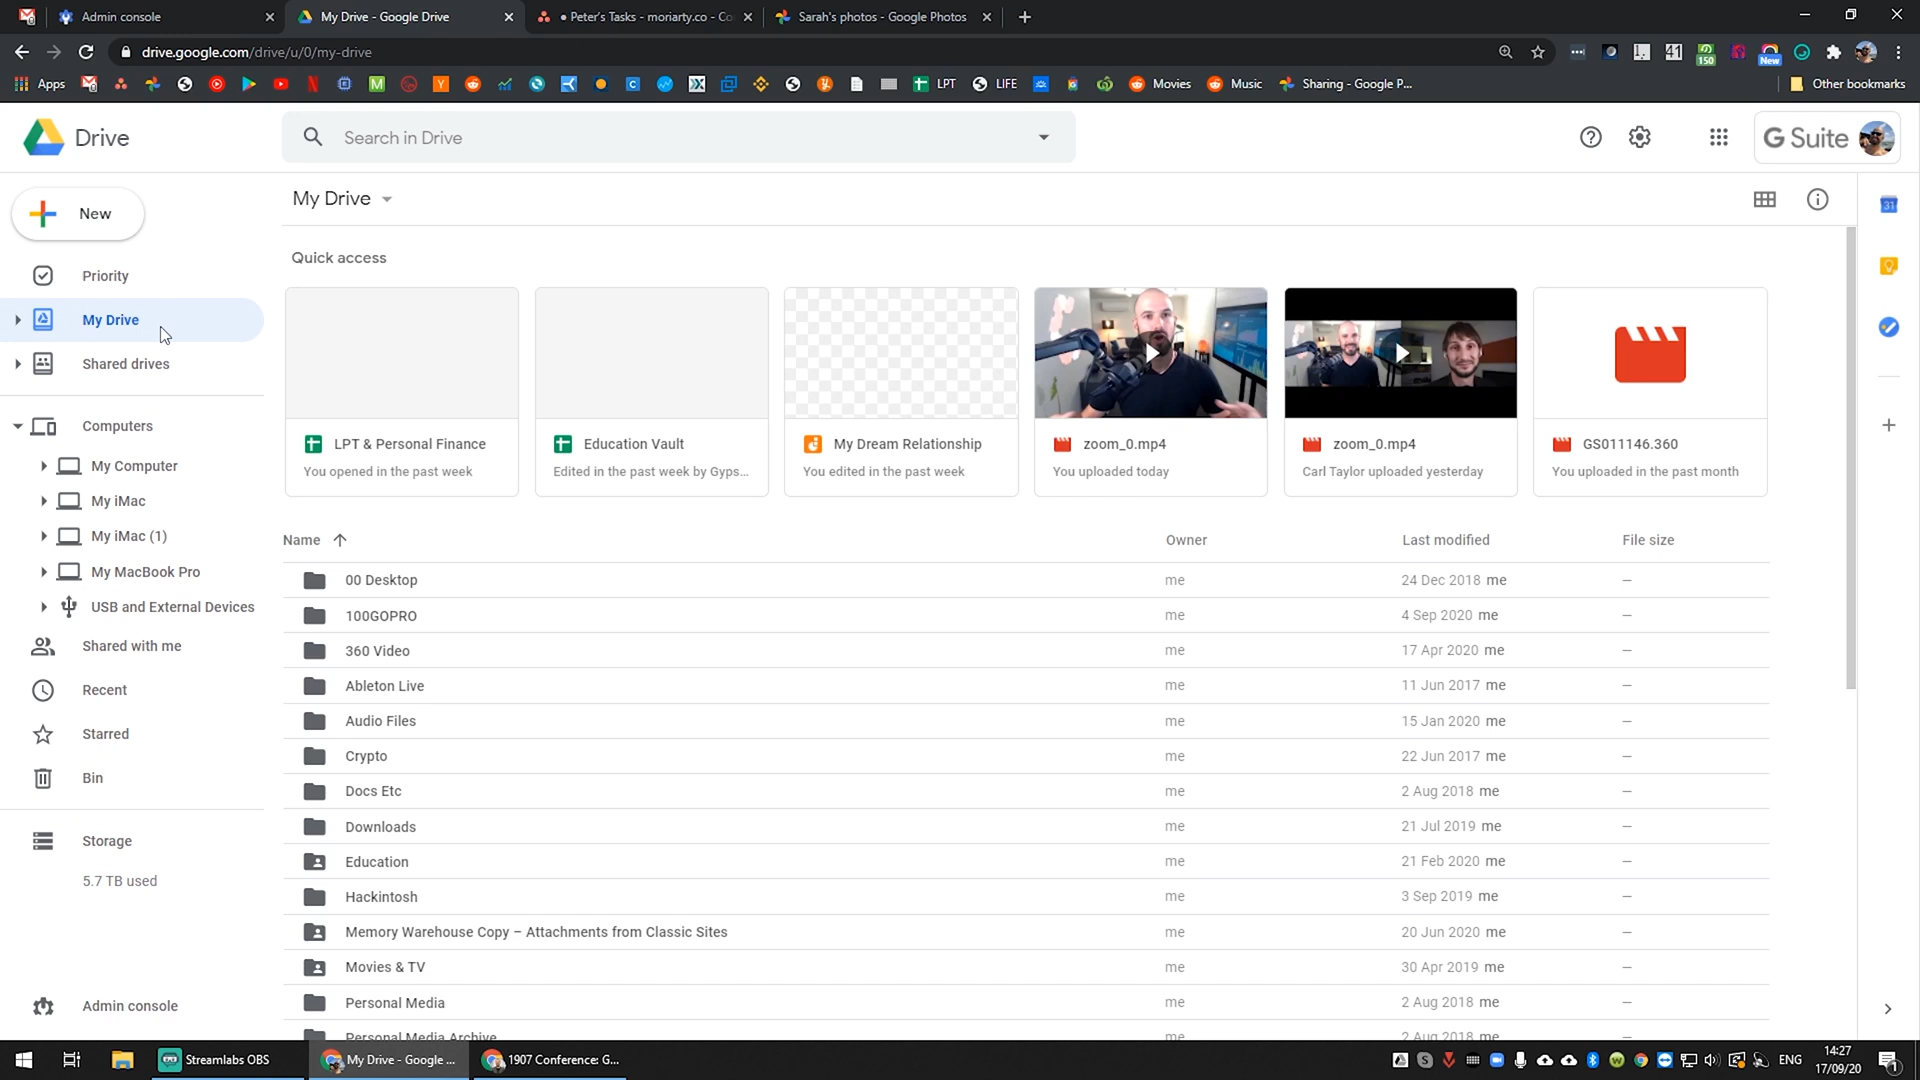 Admin console
My Drive - Google Drive
• Peter's Tasks - moriarty.co - Co
Sarah's photos - Google Photos
drive.google.com/drive/u/0/my-drive
41
150
New
Apps
LPT
LIFE
Movies
Music
Sharing - Google P...
Other bookmarks
Drive
Search in Drive
G Suite
New
My Drive
31
Priority
My Drive
Shared drives
Computers
My Computer
My iMac
My iMac (1)
My MacBook Pro
USB and External Devices
Shared with me
Recent
Starred
Bin
Storage
5.7 TB used
Admin console
Quick access
LPT & Personal Finance
You opened in the past week
Education Vault
Edited in the past week by Gyps...
My Dream Relationship
You edited in the past week
zoom_0.mp4
You uploaded today
zoom_0.mp4
Carl Taylor uploaded yesterday
GS011146.360
You uploaded in the past month
Name Owner Last modified File size
00 Desktop me 24 Dec 2018 me –
100GOPRO me 4 Sep 2020 me –
360 Video me 17 Apr 2020 me –
Ableton Live me 11 Jun 2017 me –
Audio Files me 15 Jan 2020 me –
Crypto me 22 Jun 2017 me –
Docs Etc me 2 Aug 2018 me –
Downloads me 21 Jul 2019 me –
Education me 21 Feb 2020 me –
Hackintosh me 3 Sep 2019 me –
Memory Warehouse Copy – Attachments from Classic Sites me 20 Jun 2020 me –
Movies & TV me 30 Apr 2019 me –
Personal Media me 2 Aug 2018 me –
Personal Media Archive me 2 Aug 2018 me –
Streamlabs OBS
My Drive - Google ...
1907 Conference: G...
ENG
14:27
17/09/20
1